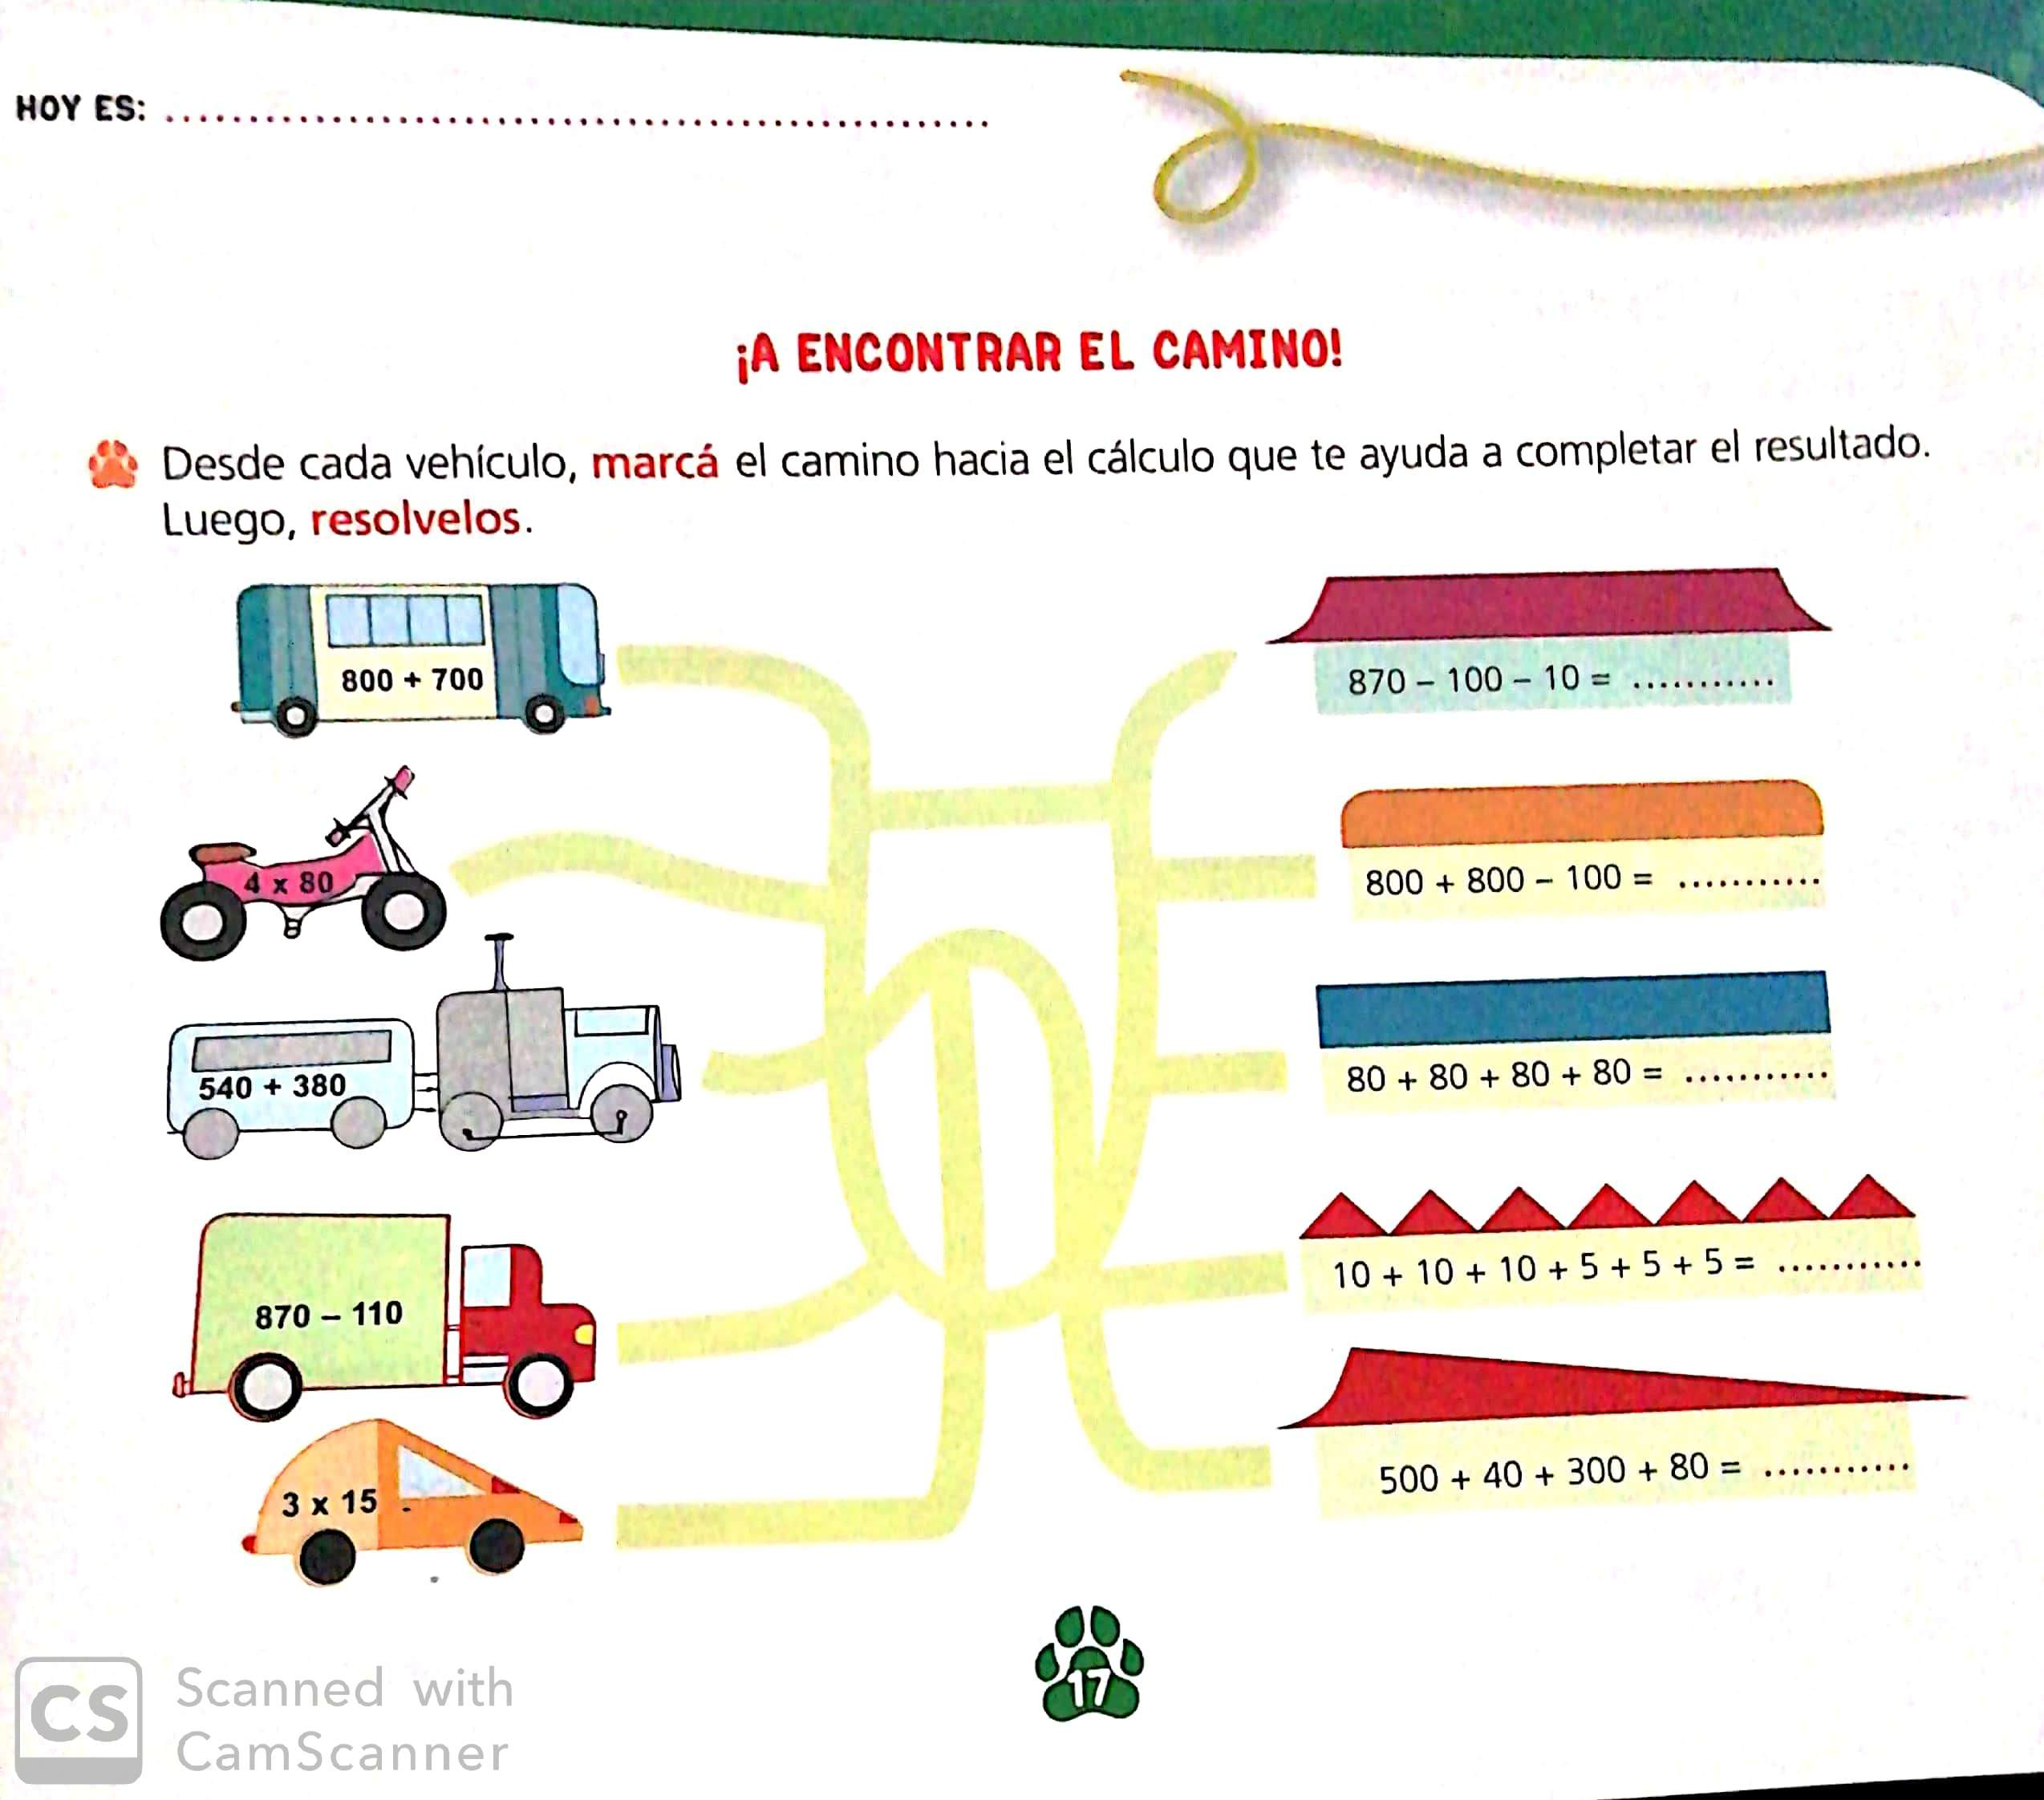 HOY ES: ..................................................
¡A ENCONTRAR EL CAMINO!
Desde cada vehículo, marcá el camino hacia el cálculo que te ayuda a completar el resultado.
Luego, resolvelos.
800 + 700
870 – 100 – 10 = ...........
4 x 80
800 + 800 – 100 = ...........
540 + 380
80 + 80 + 80 + 80 = ...........
870 – 110
10 + 10 + 10 + 5 + 5 + 5 = ...........
3 x 15
500 + 40 + 300 + 80 = ...........
17
CS
Scanned with
CamScanner